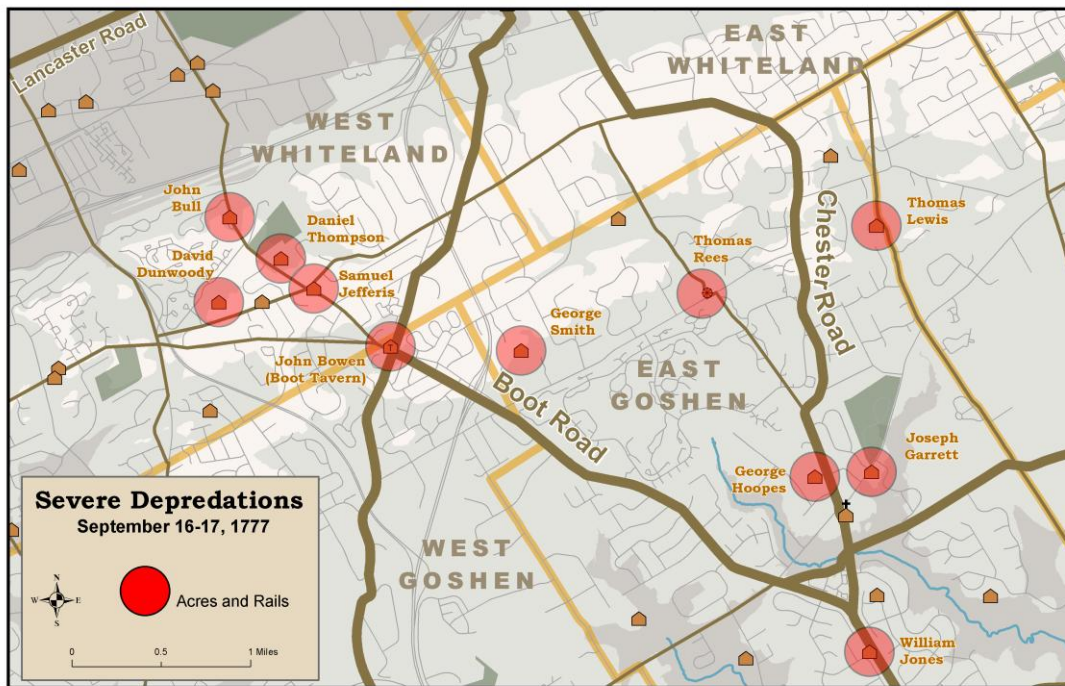 Lancaster Road
EAST
WHITELAND
WEST
WHITELAND
John
Bull
Daniel
Thompson
David
Dunwoody
Samuel
Jefferis
Thomas
Lewis
Thomas
Rees
Chester Road
George
Smith
John Bowen
(Boot Tavern)
Boot Road
EAST
GOSHEN
George
Hoopes
Joseph
Garrett
WEST
GOSHEN
William
Jones
Severe Depredations
September 16-17, 1777
N
W E
S
Acres and Rails
0 0.5 1 Miles